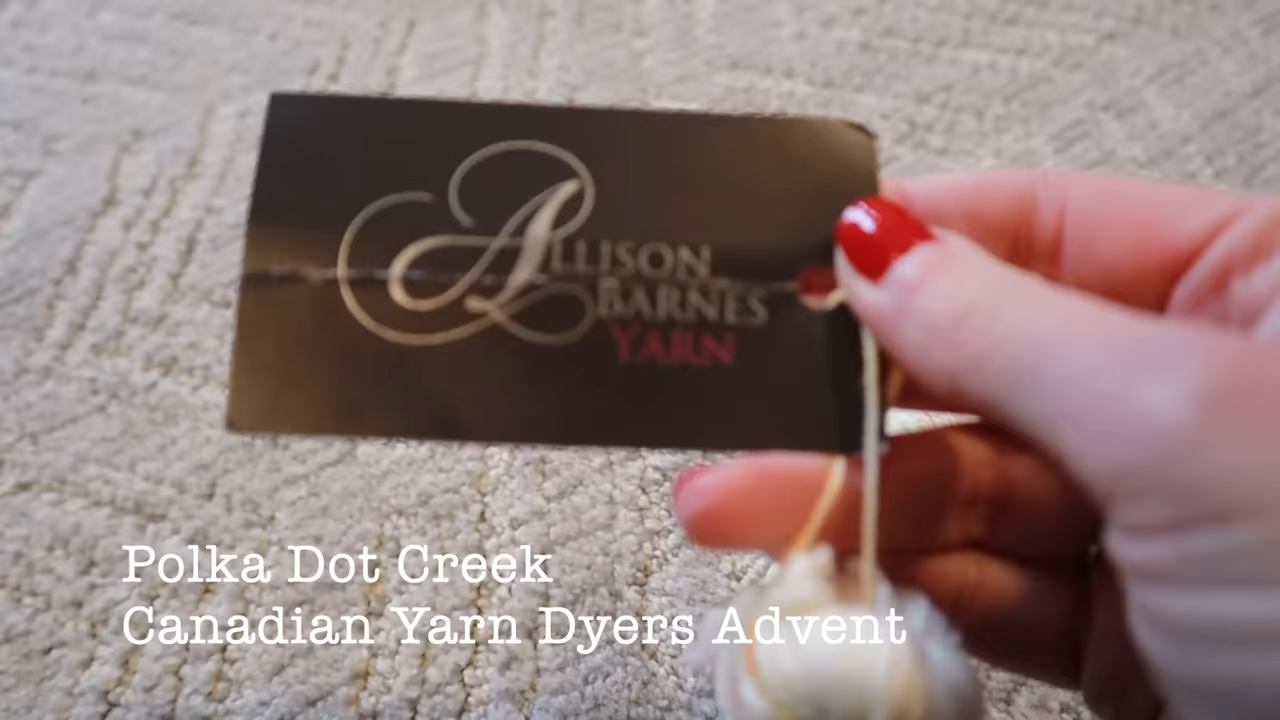 ALLISON
BARNES
YARN
Polka Dot Creek
Canadian Yarn Dyers Advent